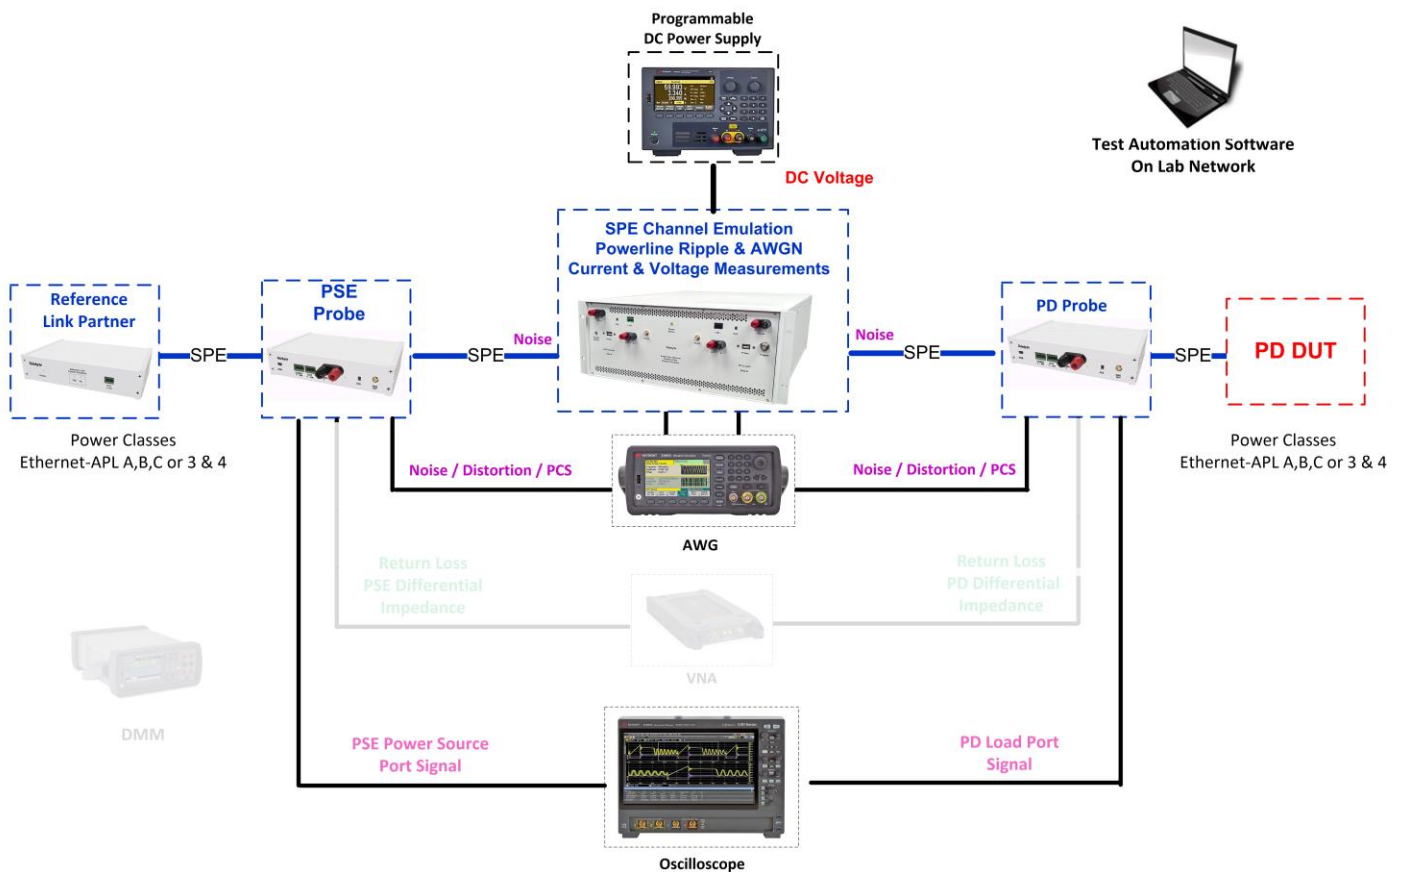 Programmable
DC Power Supply
Test Automation Software
On Lab Network
DC Voltage
SPE Channel Emulation
Powerline Ripple & AWGN
Current & Voltage Measurements
Reference
Link Partner
PSE
Probe
PD Probe
PD DUT
SPE
Noise
SPE
Noise
SPE
SPE
Power Classes
Ethernet-APL A,B,C or 3 & 4
Power Classes
Ethernet-APL A,B,C or 3 & 4
Noise / Distortion / PCS
Noise / Distortion / PCS
AWG
Return Loss
PSE Differential
Impedance
Return Loss
PD Differential
Impedance
VNA
DMM
PSE Power Source
Port Signal
PD Load Port
Signal
Oscilloscope